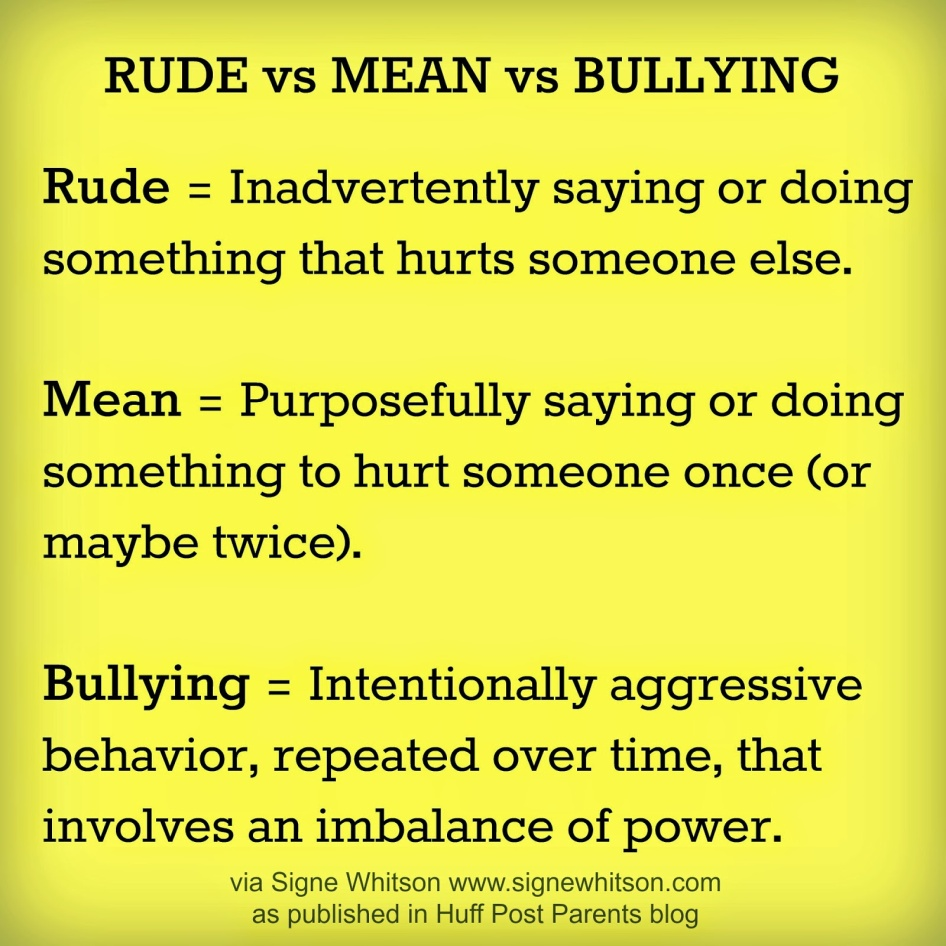 RUDE vs MEAN vs BULLYING
Rude = Inadvertently saying or doing
something that hurts someone else.
Mean = Purposefully saying or doing
something to hurt someone once (or
maybe twice).
Bullying = Intentionally aggressive
behavior, repeated over time, that
involves an imbalance of power.
via Signe Whitson www.signewhitson.com
as published in Huff Post Parents blog